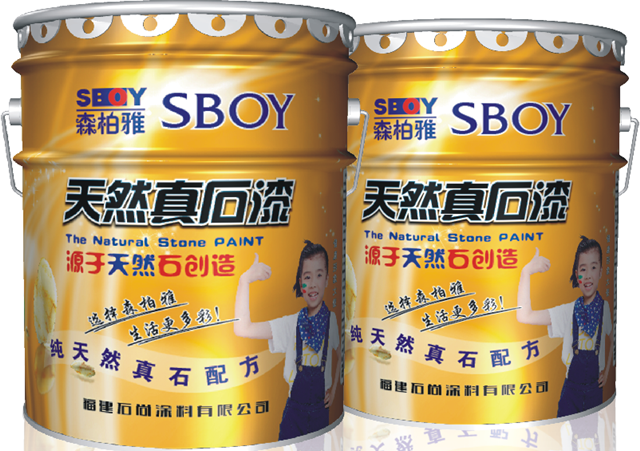 SBOY
森柏雅
SBOY
天然真石漆
The Natural Stone PAINT
源于天然石创造
选择森柏雅
生活更多彩!
纯天然真石配方
福建石尚涂料有限公司
SBOY
森柏雅
SBOY
天然真石漆
The Natural Stone PAINT
源于天然石创造
选择森柏雅
生活更多彩!
纯天然真石配方
福建石尚涂料有限公司